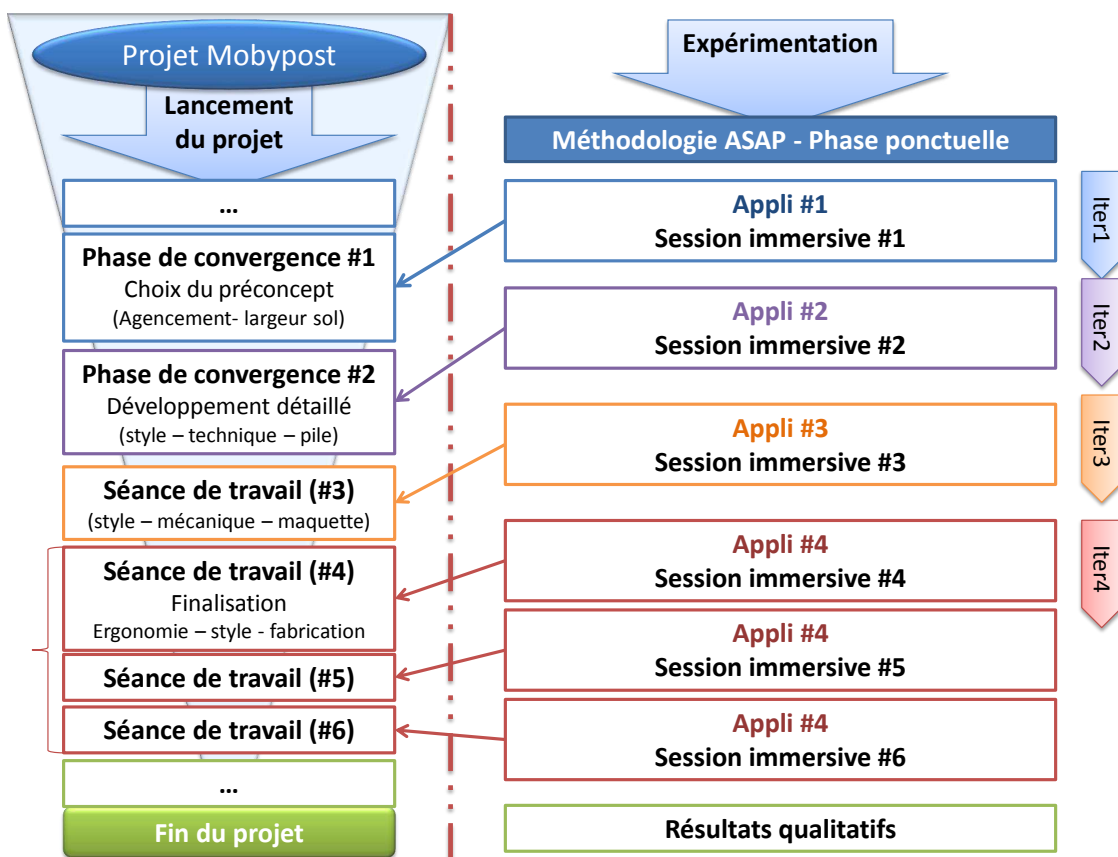 Projet Mobypost
Lancement
du projet
...
Phase de convergence #1
Choix du préconcept
(Agencement- largeur sol)
Phase de convergence #2
Développement détaillé
(style – technique – pile)
Séance de travail (#3)
(style – mécanique – maquette)
Séance de travail (#4)
Finalisation
Ergonomie – style - fabrication
Séance de travail (#5)
Séance de travail (#6)
...
Fin du projet
Expérimentation
Méthodologie ASAP - Phase ponctuelle
Appli #1
Session immersive #1
Appli #2
Session immersive #2
Appli #3
Session immersive #3
Appli #4
Session immersive #4
Appli #4
Session immersive #5
Appli #4
Session immersive #6
Résultats qualitatifs
Iter1
Iter2
Iter3
Iter4